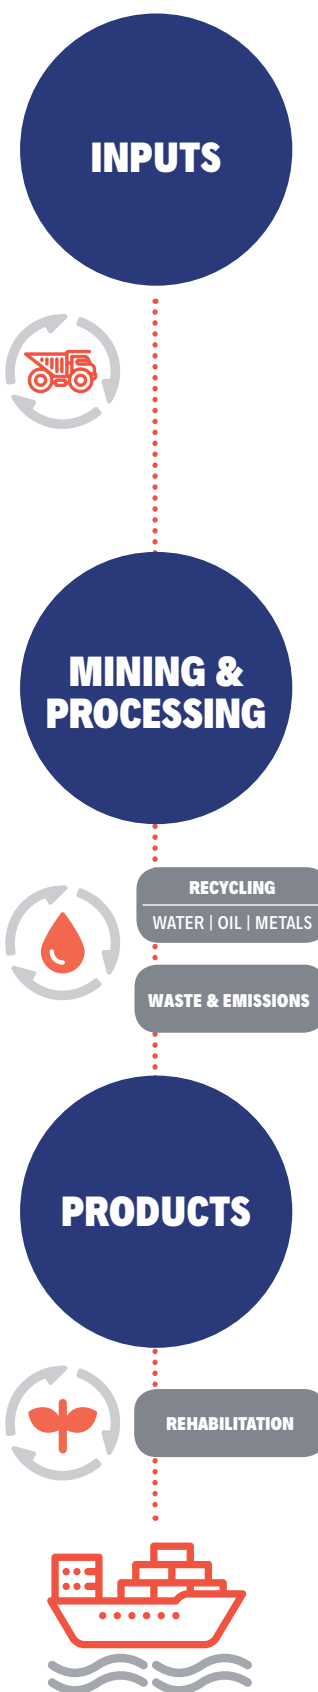 INPUTS
MINING &
PROCESSING
RECYCLING
WATER | OIL | METALS
WASTE & EMISSIONS
PRODUCTS
REHABILITATION